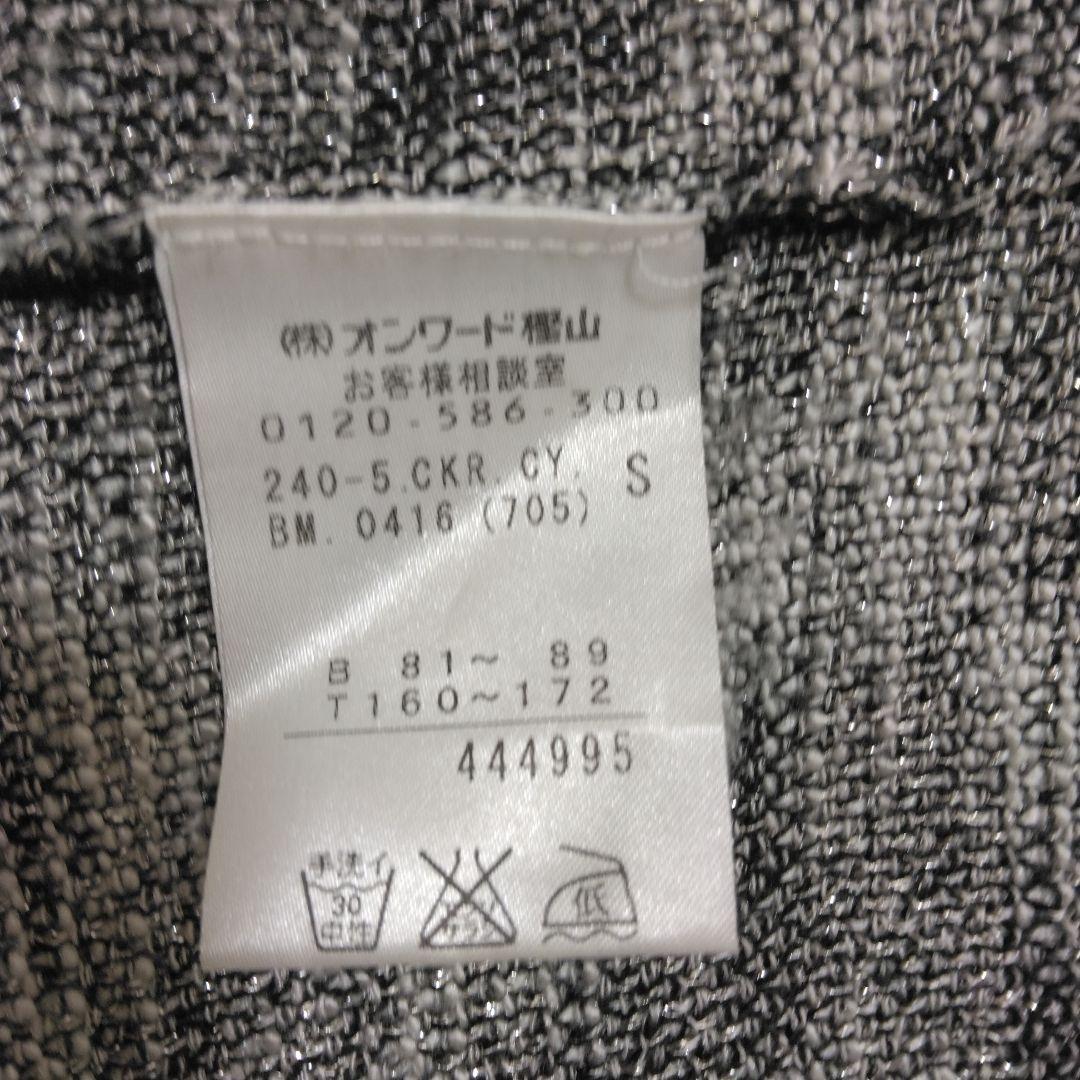 (株)オンワード樫山
お客様相談室
0120-586-300
240-5.CKR.CY. S
BM. 0416 (705)
B 81~ 89
T160~172
444995
手洗イ
30
中性
低